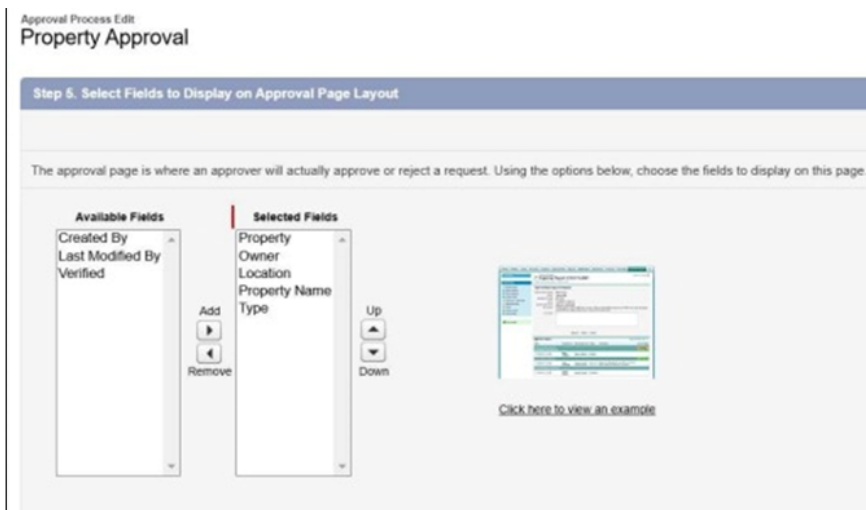 Approval Process Edit
Property Approval
Step 5. Select Fields to Display on Approval Page Layout
The approval page is where an approver will actually approve or reject a request. Using the options below, choose the fields to display on this page.
Available Fields
Created By
Last Modified By
Verified
Add
Remove
Selected Fields
Property
Owner
Location
Property Name
Type
Up
Down
Click here to view an example